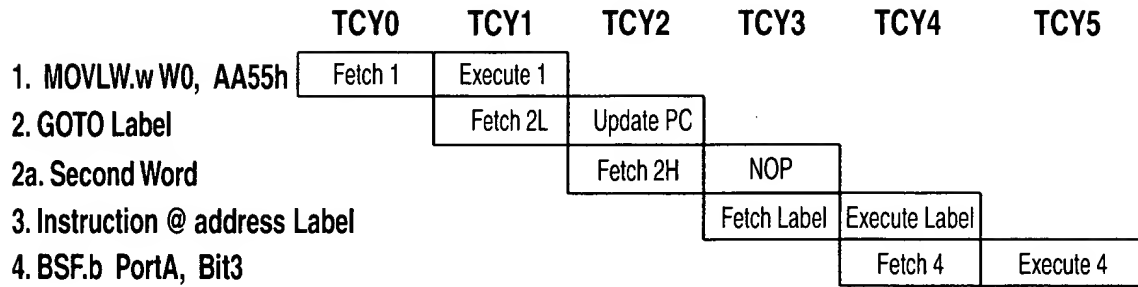 TCY0 TCY1 TCY2 TCY3 TCY4 TCY5
1. MOVLW.w W0, AA55h Fetch 1 Execute 1
2. GOTO Label Fetch 2L Update PC
2a. Second Word Fetch 2H NOP
3. Instruction @ address Label Fetch Label Execute Label
4. BSF.b PortA, Bit3 Fetch 4 Execute 4